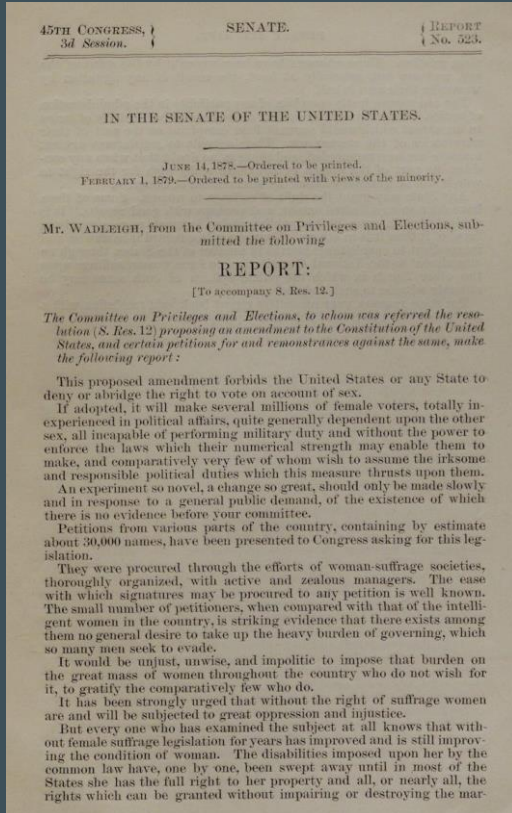 45TH CONGRESS, SENATE. REPORT
3d Session. No. 523.
IN THE SENATE OF THE UNITED STATES.
JUNE 14, 1878.—Ordered to be printed.
FEBRUARY 1, 1879.—Ordered to be printed with views of the minority.
Mr. WADLEIGH, from the Committee on Privileges and Elections, sub-
mitted the following
REPORT:
[To accompany S. Res. 12.]
The Committee on Privileges and Elections, to whom was referred the reso-
lution (S. Res. 12) proposing an amendment to the Constitution of the United
States, and certain petitions for and remonstrances against the same, make
the following report:
This proposed amendment forbids the United States or any State to
deny or abridge the right to vote on account of sex.
If adopted, it will make several millions of female voters, totally in-
experienced in political affairs, quite generally dependent upon the other
sex, all incapable of performing military duty and without the power to
enforce the laws which their numerical strength may enable them to
make, and comparatively very few of whom wish to assume the irksome
and responsible political duties which this measure thrusts upon them.
An experiment so novel, a change so great, should only be made slowly
and in response to a general public demand, of the existence of which
there is no evidence before your committee.
Petitions from various parts of the country, containing by estimate
about 30,000 names, have been presented to Congress asking for this leg-
islation.
They were procured through the efforts of woman-suffrage societies,
thoroughly organized, with active and zealous managers. The ease
with which signatures may be procured to any petition is well known.
The small number of petitioners, when compared with that of the intelli-
gent women in the country, is striking evidence that there exists among
them no general desire to take up the heavy burden of governing, which
so many men seek to evade.
It would be unjust, unwise, and impolitic to impose that burden on
the great mass of women throughout the country who do not wish for
it, to gratify the comparatively few who do.
It has been strongly urged that without the right of suffrage women
are and will be subjected to great oppression and injustice.
But every one who has examined the subject at all knows that with-
out female suffrage legislation for years has improved and is still improv-
ing the condition of woman. The disabilities imposed upon her by the
common law have, one by one, been swept away until in most of the
States she has the full right to her property and all, or nearly all, the
rights which can be granted without impairing or destroying the mar-